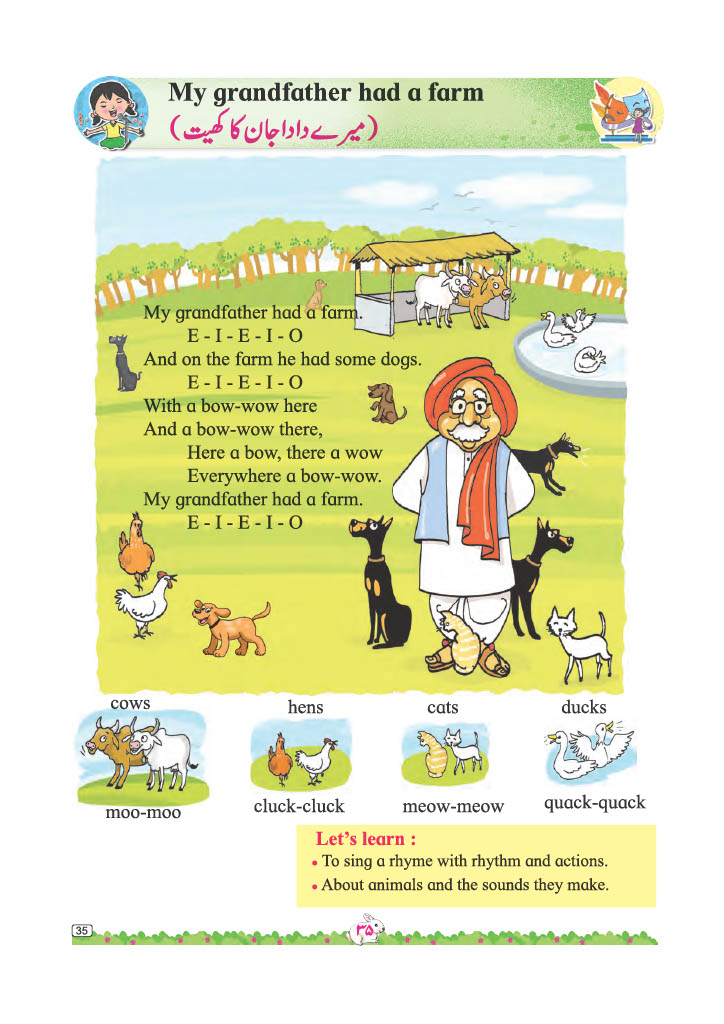 My grandfather had a farm
(میرے دادا جان کا کھیت)
My grandfather had a farm.
E - I - E - I - O
And on the farm he had some dogs.
E - I - E - I - O
With a bow-wow here
And a bow-wow there,
Here a bow, there a wow
Everywhere a bow-wow.
My grandfather had a farm.
E - I - E - I - O
cows hens cats ducks
moo-moo cluck-cluck meow-meow quack-quack
Let’s learn :
• To sing a rhyme with rhythm and actions.
• About animals and the sounds they make.
35
۳۵